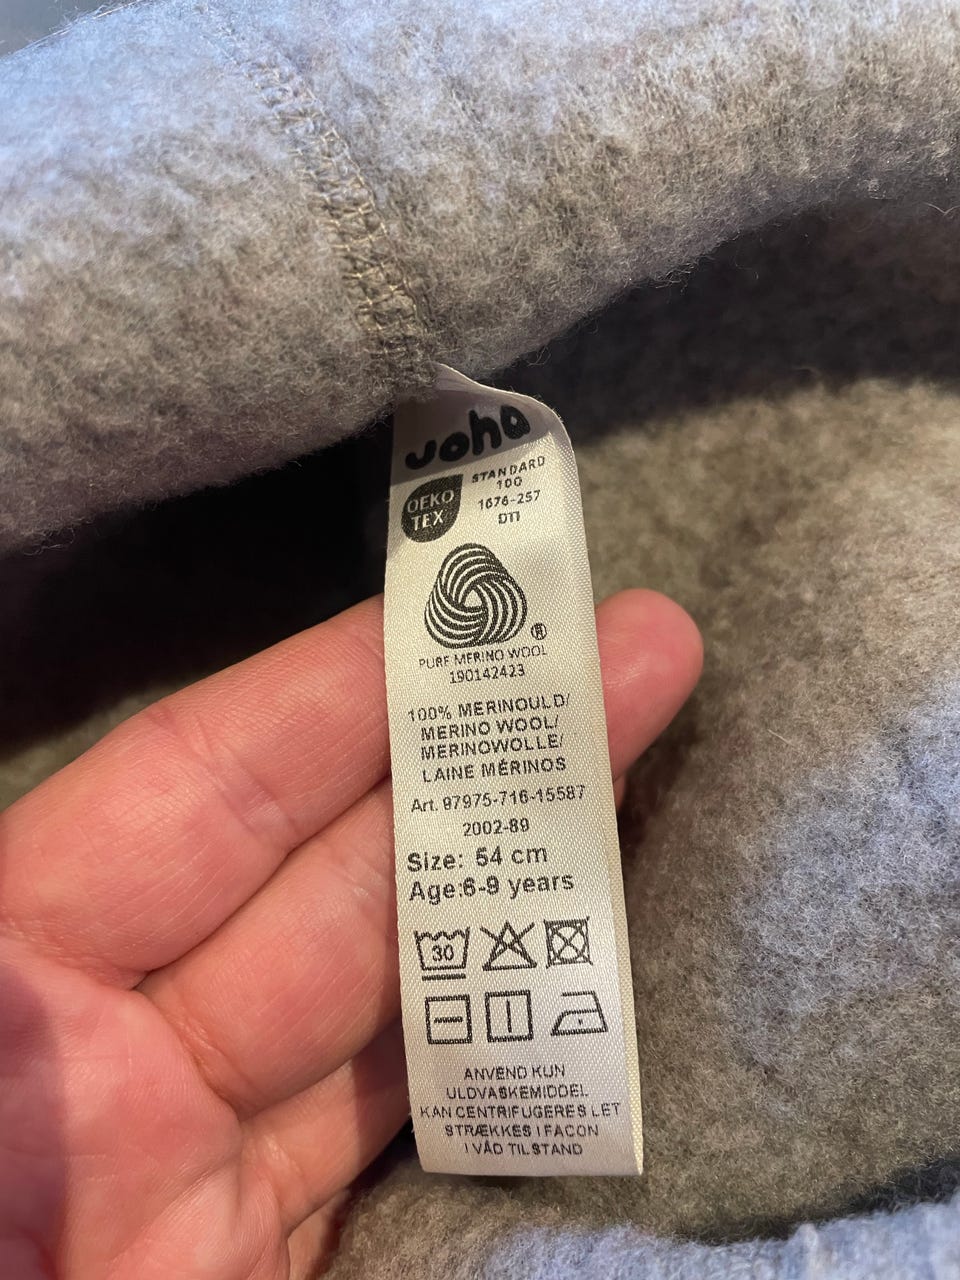 joha
OEKO
TEX
STANDARD
100
1676-257
DTI
®
PURE MERINO WOOL
190142423
100% MERINOULD/
MERINO WOOL/
MERINOWOLLE/
LAINE MÉRINOS
Art. 97975-716-15587
2002-89
Size: 54 cm
Age:6-9 years
30
ANVEND KUN
ULDVASKEMIDDEL
KAN CENTRIFUGERES LET
STRÆKKES I FACON
I VÅD TILSTAND